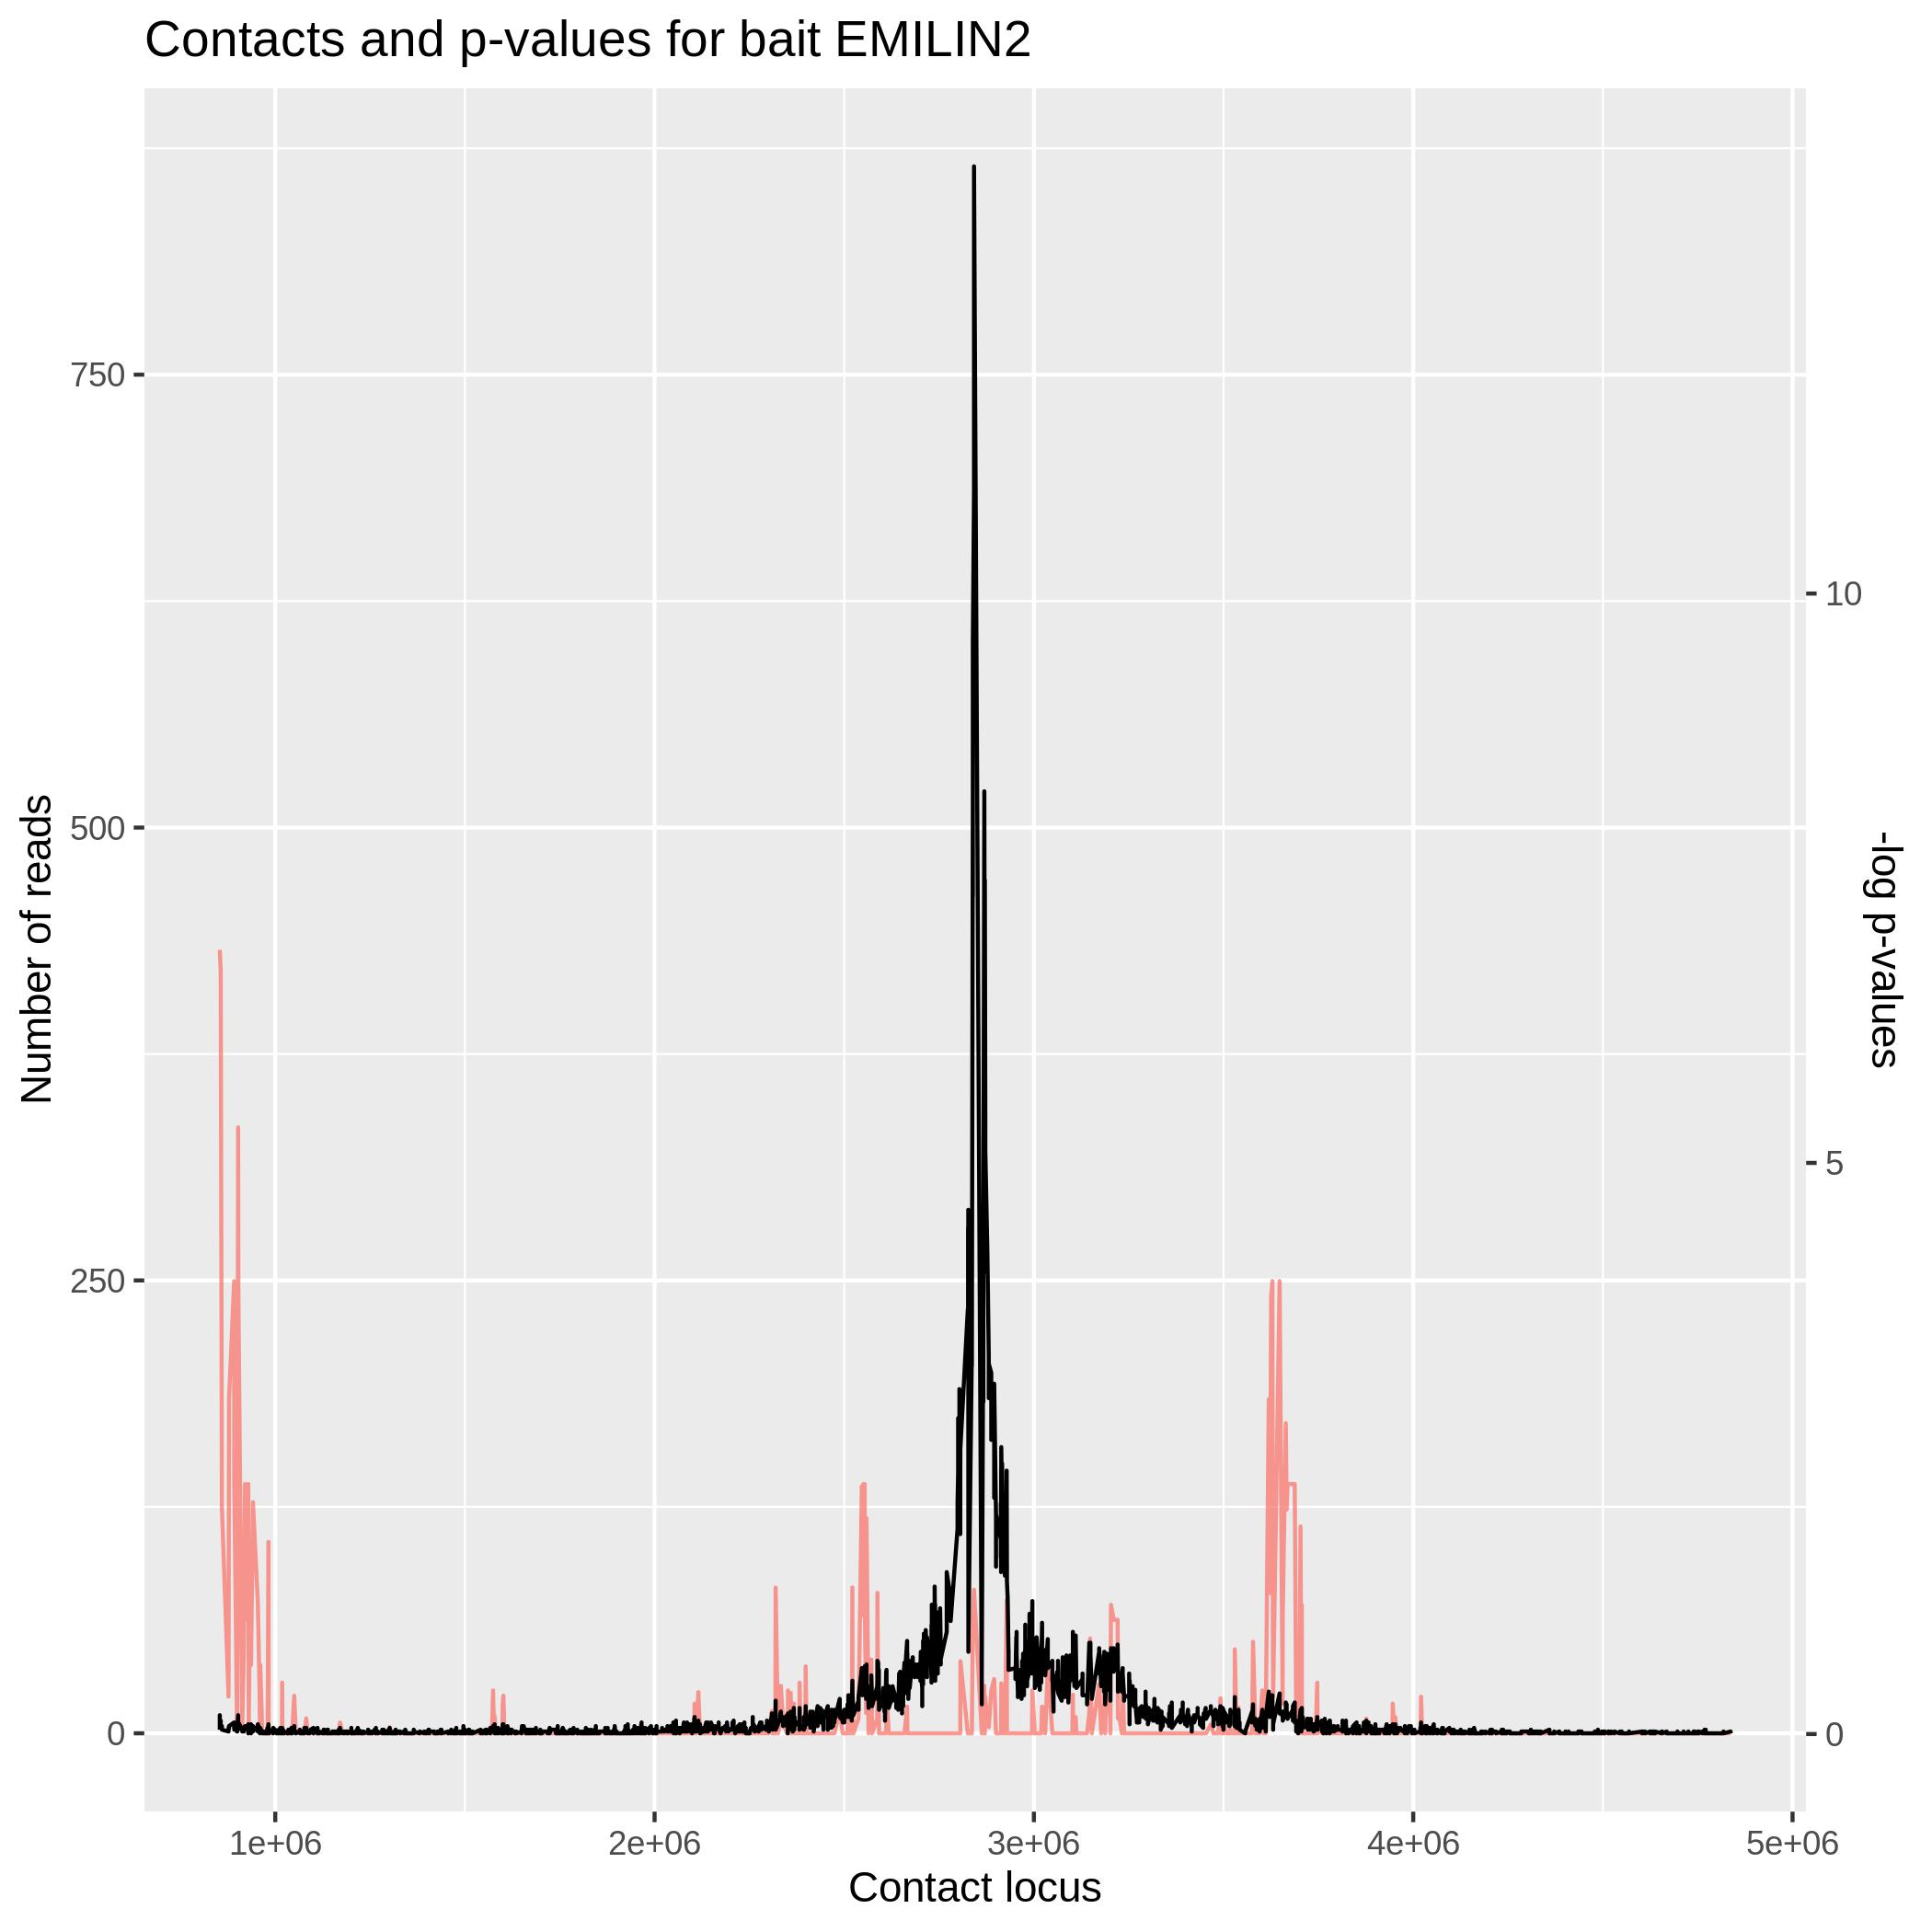 Contacts and p-values for bait EMILIN2
Number of reads
750
500
250
0
10
5
0
-log p-values
1e+06
2e+06
3e+06
4e+06
5e+06
Contact locus